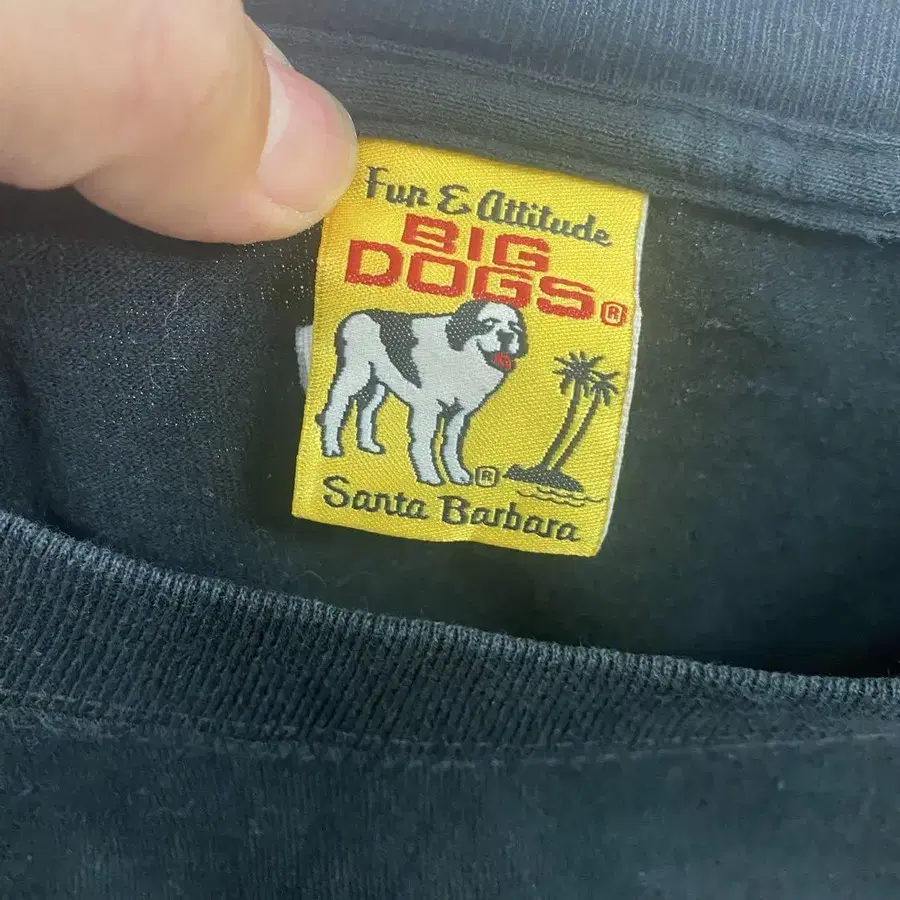 Fun & Attitude
BIG
DOGS®
®
Santa Barbara